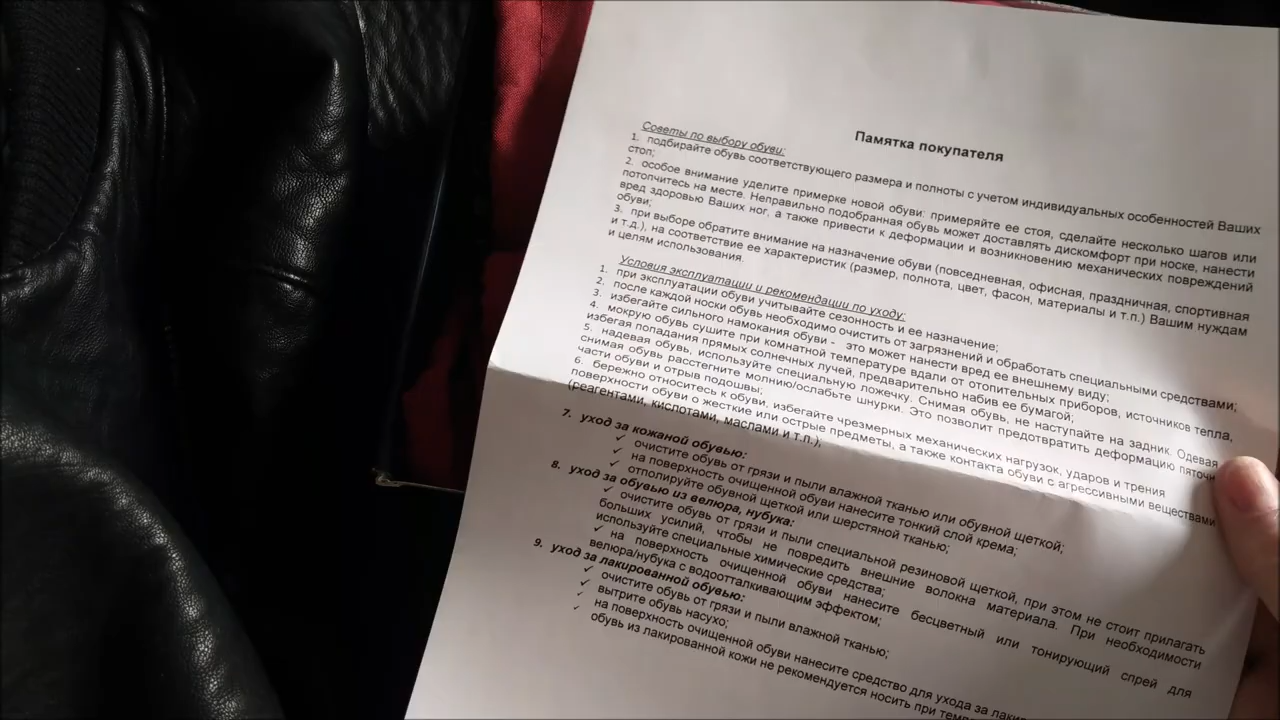 Памятка покупателя
Советы по выбору обуви:
1. подбирайте обувь соответствующего размера и полноты с учетом индивидуальных особенностей Ваших
стоп;
2. особое внимание уделите примерке новой обуви: примеряйте ее стоя, сделайте несколько шагов или
потопчитесь на месте. Неправильно подобранная обувь может доставлять дискомфорт при носке, нанести
вред здоровью Ваших ног, а также привести к деформации и возникновению механических повреждений
обуви;
3. при выборе обратите внимание на назначение обуви (повседневная, офисная, праздничная, спортивная
и т.д.), на соответствие ее характеристик (размер, полнота, цвет, фасон, материалы и т.п.) Вашим нуждам
и целям использования.
Условия эксплуатации и рекомендации по уходу:
1. при эксплуатации обуви учитывайте сезонность и ее назначение;
2. после каждой носки обувь необходимо очистить от загрязнений и обработать специальными средствами;
3. избегайте сильного намокания обуви - это может нанести вред ее внешнему виду;
4. мокрую обувь сушите при комнатной температуре вдали от отопительных приборов, источников тепла,
избегая попадания прямых солнечных лучей, предварительно набив ее бумагой;
5. надевая обувь, используйте специальную ложечку. Снимая обувь, не наступайте на задник. Одевая
снимая обувь расстегните молнию/ослабьте шнурки. Это позволит предотвратить деформацию пяточн
части обуви и отрыв подошвы;
6. бережно относитесь к обуви, избегайте чрезмерных механических нагрузок, ударов и трения
поверхности обуви о жесткие или острые предметы, а также контакта обуви с агрессивными веществами
(реагентами, кислотами, маслами и т.п.);
7. уход за кожаной обувью:
✓ очистите обувь от грязи и пыли влажной тканью или обувной щеткой;
✓ на поверхность очищенной обуви нанесите тонкий слой крема;
✓ отполируйте обувной щеткой или шерстяной тканью;
8. уход за обувью из велюра, нубука:
✓ очистите обувь от грязи и пыли специальной резиновой щеткой, при этом не стоит прилагать
больших усилий, чтобы не повредить внешние волокна материала. При необходимости
используйте специальные химические средства;
✓ на поверхность очищенной обуви нанесите бесцветный или тонирующий спрей для
велюра/нубука с водоотталкивающим эффектом;
9. уход за лакированной обувью:
✓ очистите обувь от грязи и пыли влажной тканью;
✓ вытрите обувь насухо;
✓ на поверхность очищенной обуви нанесите средство для ухода за лаки
обувь из лакированной кожи не рекомендуется носить при темп